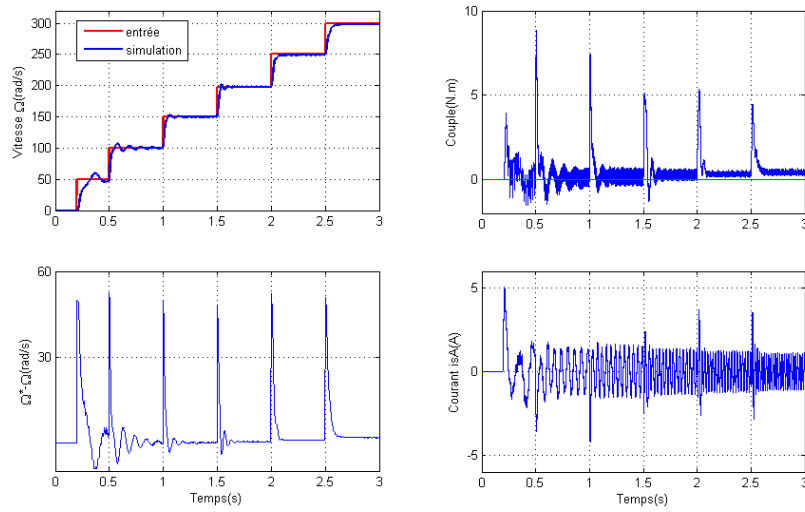 300
250
200
150
100
50
0
Vitesse Ω(rad/s)
entrée
simulation
0 0.5 1 1.5 2 2.5 3
10
5
0
Couple(N.m)
0 0.5 1 1.5 2 2.5 3
60
30
Ω*-Ω(rad/s)
0 0.5 1 1.5 2 2.5 3
Temps(s)
5
0
-5
Courant isA(A)
0 0.5 1 1.5 2 2.5 3
Temps(s)